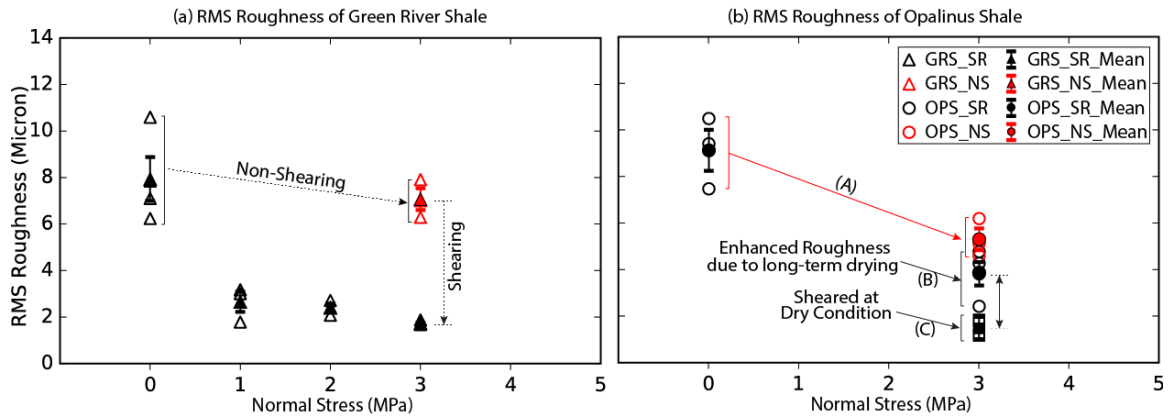 (a) RMS Roughness of Green River Shale
(b) RMS Roughness of Opalinus Shale
RMS Roughness (Micron)
14
12
10
8
6
4
2
0
Non-Shearing
Shearing
0 1 2 3 4 5
Normal Stress (MPa)
GRS_SR GRS_SR_Mean
GRS_NS GRS_NS_Mean
OPS_SR OPS_SR_Mean
OPS_NS OPS_NS_Mean
(A)
Enhanced Roughness
due to long-term drying
(B)
Sheared at
Dry Condition
(C)
0 1 2 3 4 5
Normal Stress (MPa)